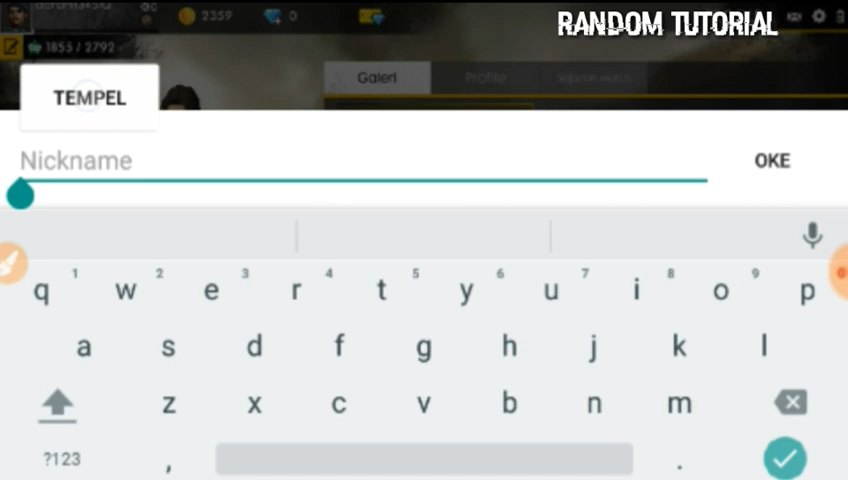 2359
0
RANDOM TUTORIAL
1855 / 2792
Galeri
Profile
TEMPEL
Nickname
OKE
1 2 3 4 5 6 7 8 9
q w e r t y u i o p
a s d f g h j k l
z x c v b n m
?123 , .